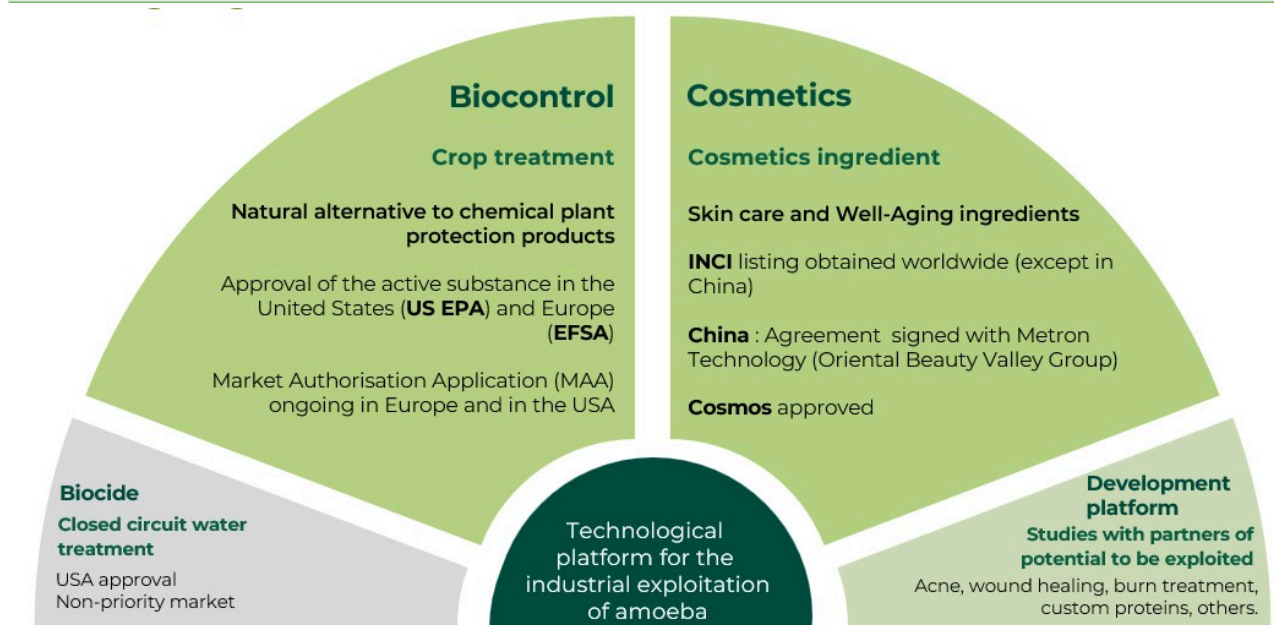 Biocontrol
Crop treatment
Natural alternative to chemical plant
protection products
Approval of the active substance in the
United States (US EPA) and Europe
(EFSA)
Market Authorisation Application (MAA)
ongoing in Europe and in the USA
Cosmetics
Cosmetics ingredient
Skin care and Well-Aging ingredients
INCI listing obtained worldwide (except in
China)
China : Agreement signed with Metron
Technology (Oriental Beauty Valley Group)
Cosmos approved
Biocide
Closed circuit water
treatment
USA approval
Non-priority market
Technological
platform for the
industrial exploitation
of amoeba
Development
platform
Studies with partners of
potential to be exploited
Acne, wound healing, burn treatment,
custom proteins, others.